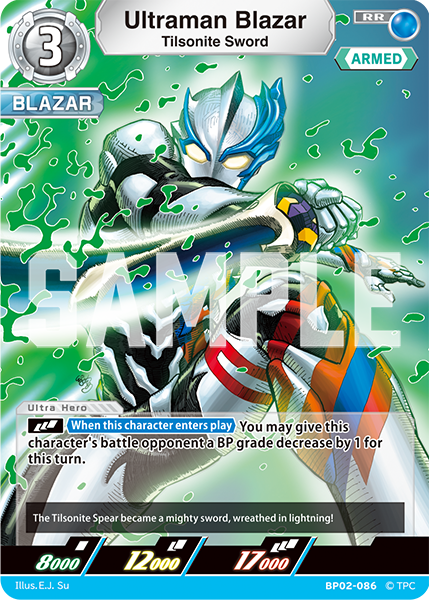 3
Ultraman Blazar
Tilsonite Sword
RR
ARMED
BLAZAR
SAMPLE
Ultra Hero
When this character enters play You may give this
character's battle opponent a BP grade decrease by 1 for
this turn.
The Tilsonite Spear became a mighty sword, wreathed in lightning!
8000 12000 17000
Illus.E.J. Su BP02-086 © TPC